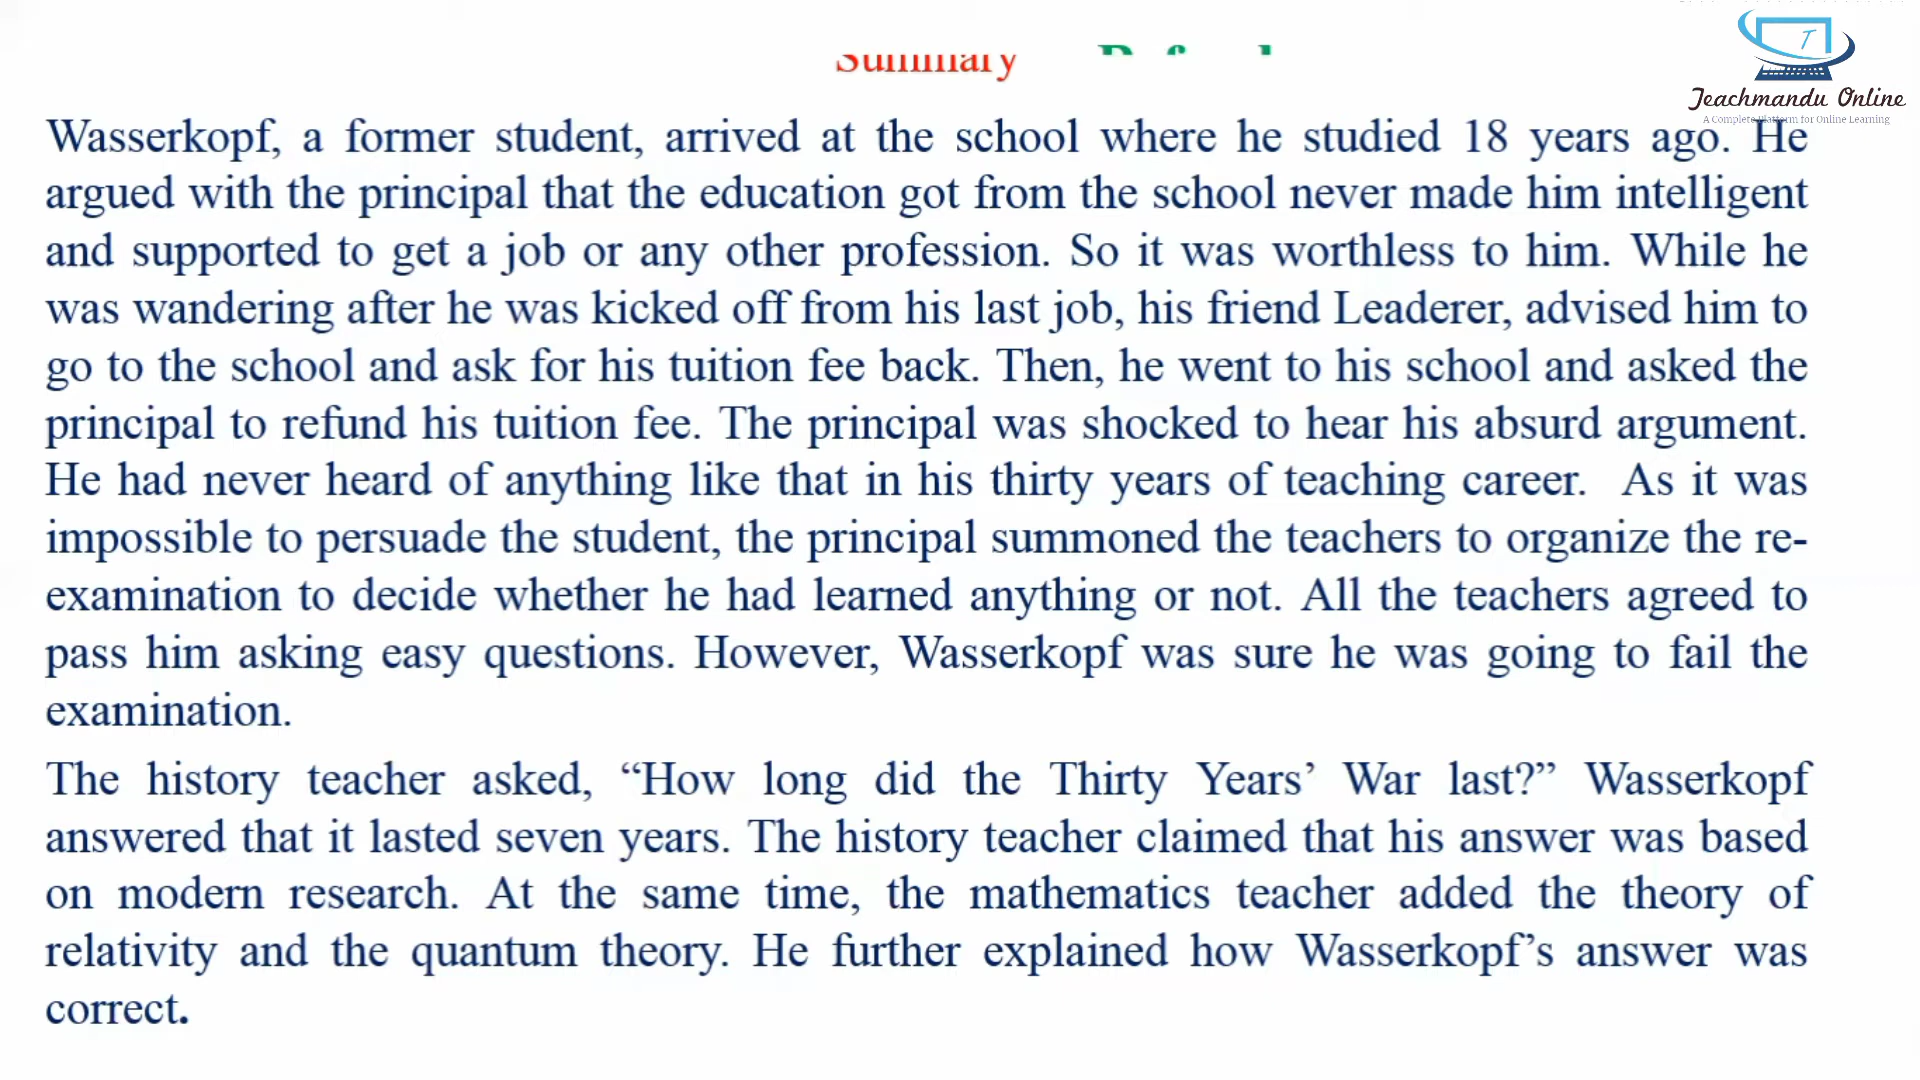 Summary
Teachmandu Online
A Complete Platform for Online Learning
Wasserkopf, a former student, arrived at the school where he studied 18 years ago. He
argued with the principal that the education got from the school never made him intelligent
and supported to get a job or any other profession. So it was worthless to him. While he
was wandering after he was kicked off from his last job, his friend Leaderer, advised him to
go to the school and ask for his tuition fee back. Then, he went to his school and asked the
principal to refund his tuition fee. The principal was shocked to hear his absurd argument.
He had never heard of anything like that in his thirty years of teaching career. As it was
impossible to persuade the student, the principal summoned the teachers to organize the re-
examination to decide whether he had learned anything or not. All the teachers agreed to
pass him asking easy questions. However, Wasserkopf was sure he was going to fail the
examination.
The history teacher asked, “How long did the Thirty Years’ War last?” Wasserkopf
answered that it lasted seven years. The history teacher claimed that his answer was based
on modern research. At the same time, the mathematics teacher added the theory of
relativity and the quantum theory. He further explained how Wasserkopf’s answer was
correct.